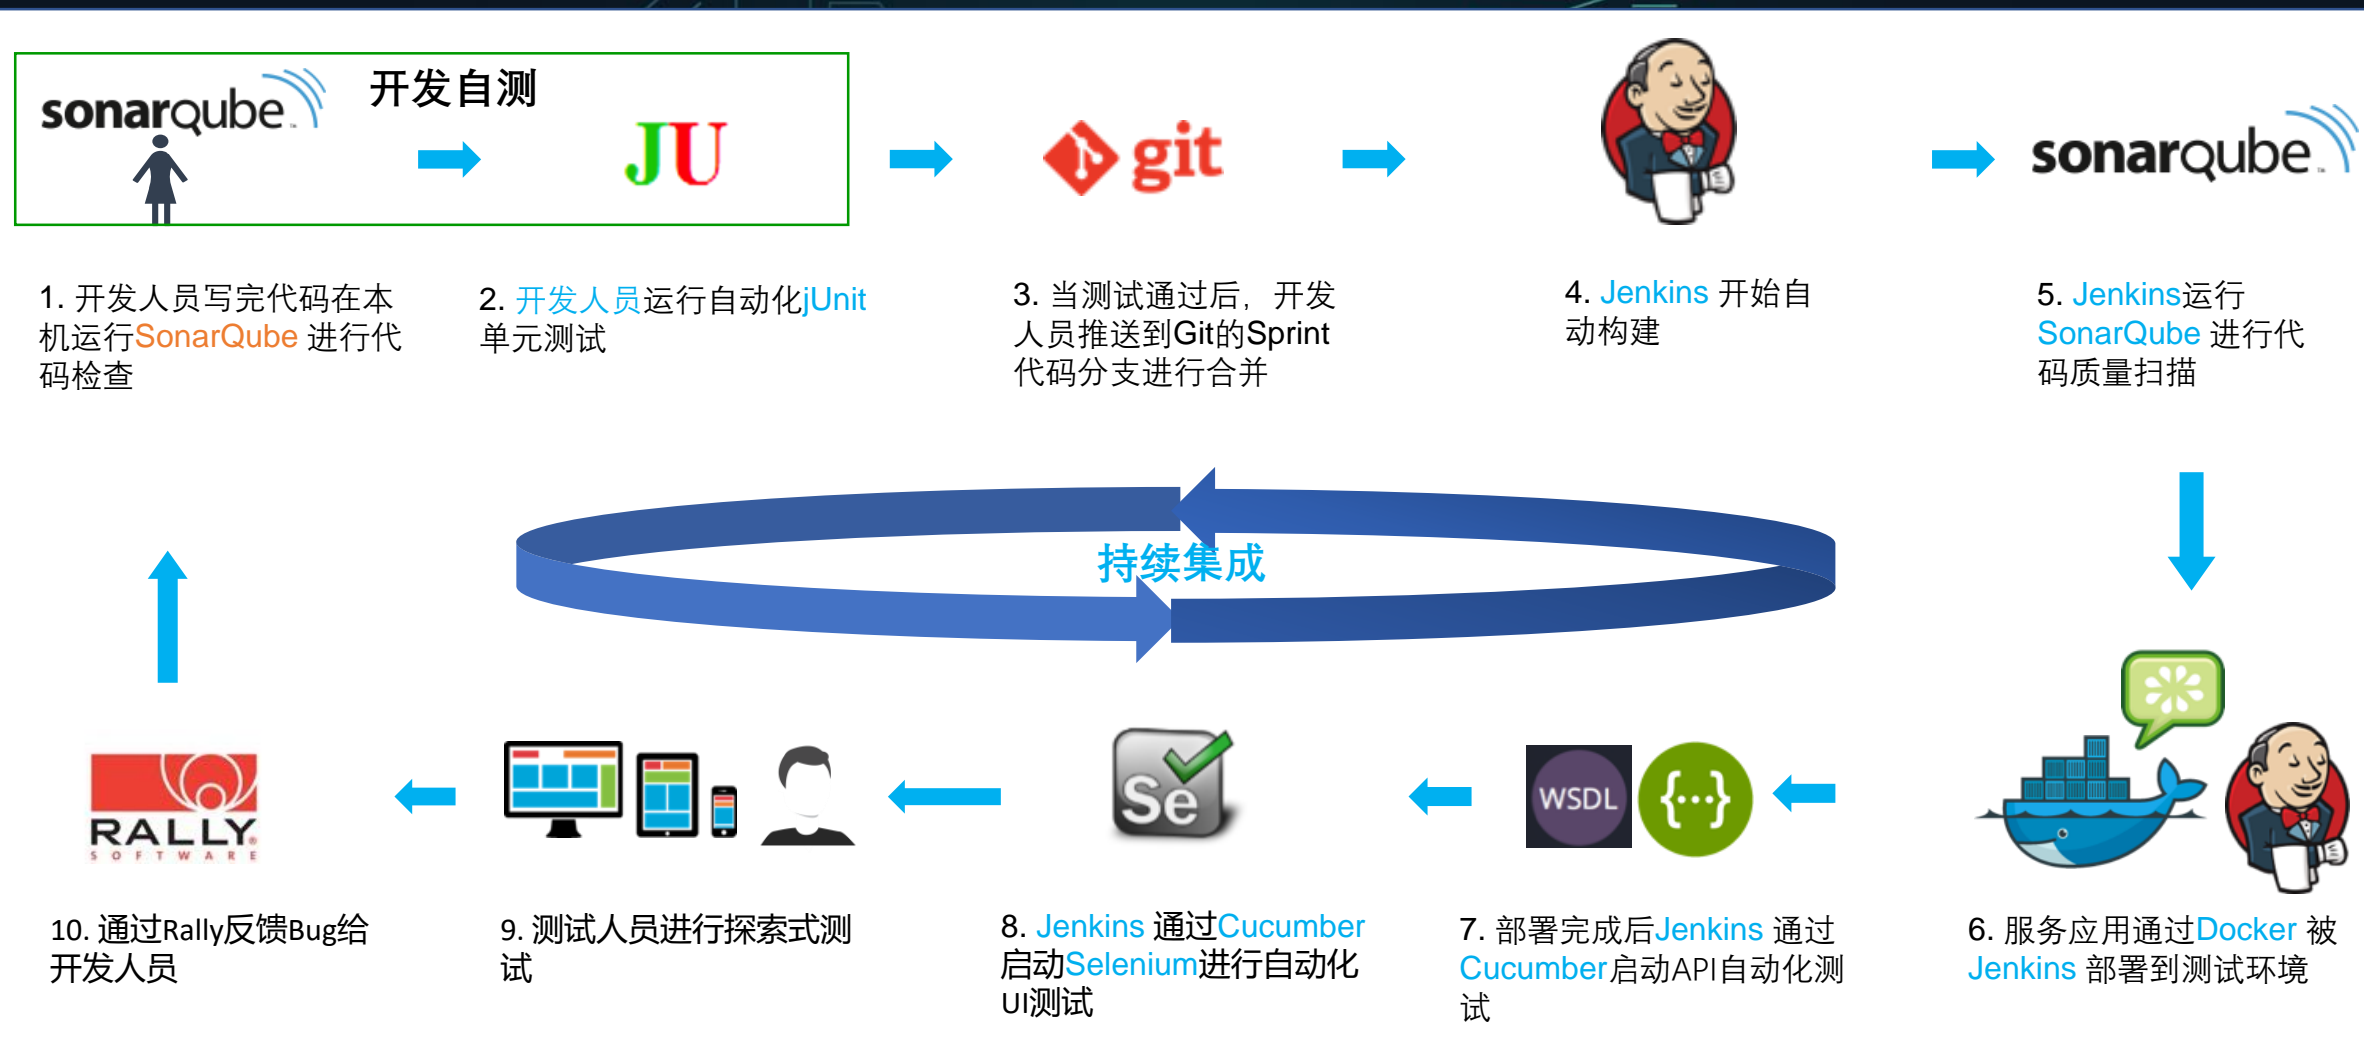 sonarqube
开发自测
JU
git
sonarqube
1. 开发人员写完代码在本
机运行SonarQube 进行代
码检查
2. 开发人员运行自动化jUnit
单元测试
3. 当测试通过后，开发
人员推送到Git的Sprint
代码分支进行合并
4. Jenkins 开始自
动构建
5. Jenkins运行
SonarQube 进行代
码质量扫描
持续集成
RALLY
SOFTWARE
Se
WSDL
{···}
10. 通过Rally反馈Bug给
开发人员
9. 测试人员进行探索式测
试
8. Jenkins 通过Cucumber
启动Selenium进行自动化
UI测试
7. 部署完成后Jenkins 通过
Cucumber启动API自动化测
试
6. 服务应用通过Docker 被
Jenkins 部署到测试环境